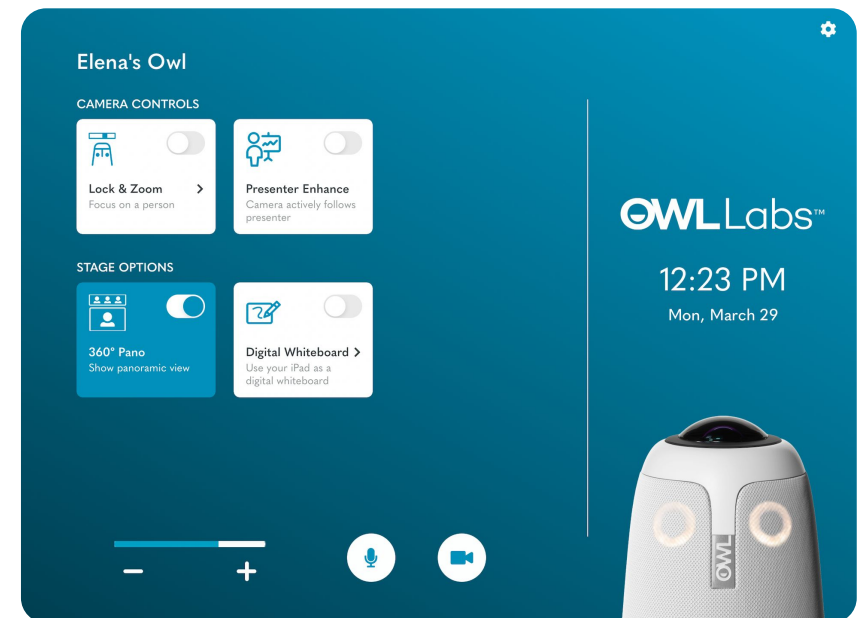 Elena's Owl
CAMERA CONTROLS
Lock & Zoom
Focus on a person
Presenter Enhance
Camera actively follows
presenter
STAGE OPTIONS
360° Pano
Show panoramic view
Digital Whiteboard
Use your iPad as a
digital whiteboard
OWL Labs™
12:23 PM
Mon, March 29
OWL